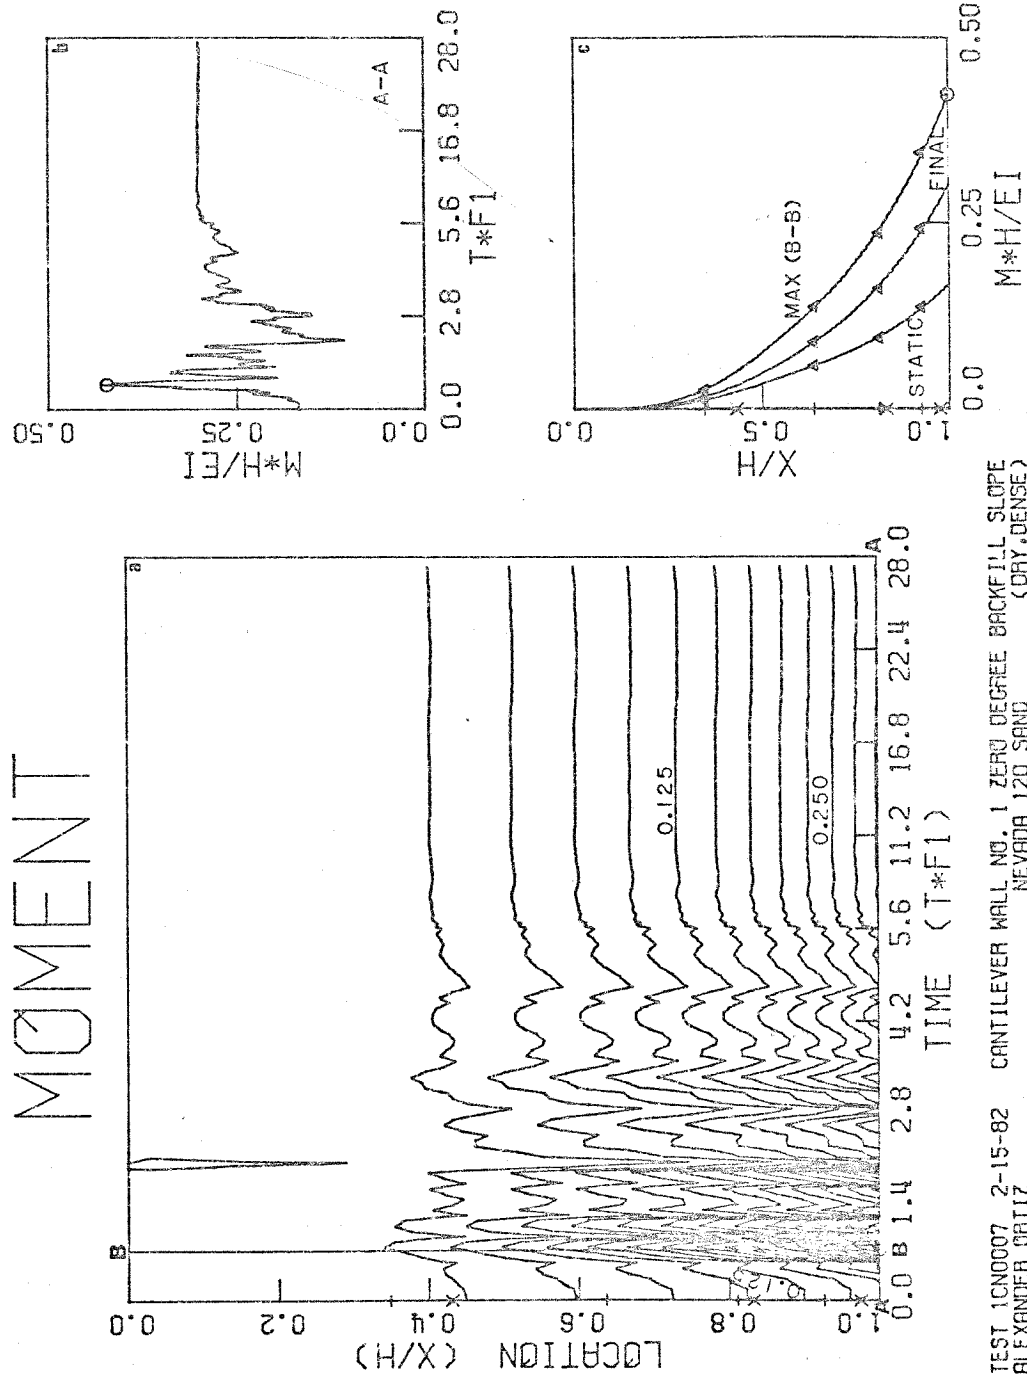 MØMENT
a
B
0.0
0.2
0.4
0.6
0.8
1.0
LOCATION
(X/H)
0.125
0.250
A
A
0.0 B 1.4 2.8 4.2 5.6 11.2 16.8 22.4 28.0
TIME (T*F1)
b
0.50
0.25
0.0
M*H/EI
A-A
0.0 2.8 5.6 16.8 28.0
T*F1
c
0.0
0.5
1.0
X/H
MAX (B-B)
STATIC
FINAL
0.0 0.25 0.50
M*H/EI
TEST 1CN0007 2-15-82 CANTILEVER WALL NO. 1 ZERO DEGREE BACKFILL SLOPE
ALEXANDER ORTIZ NEVADA 120 SAND (DRY,DENSE)